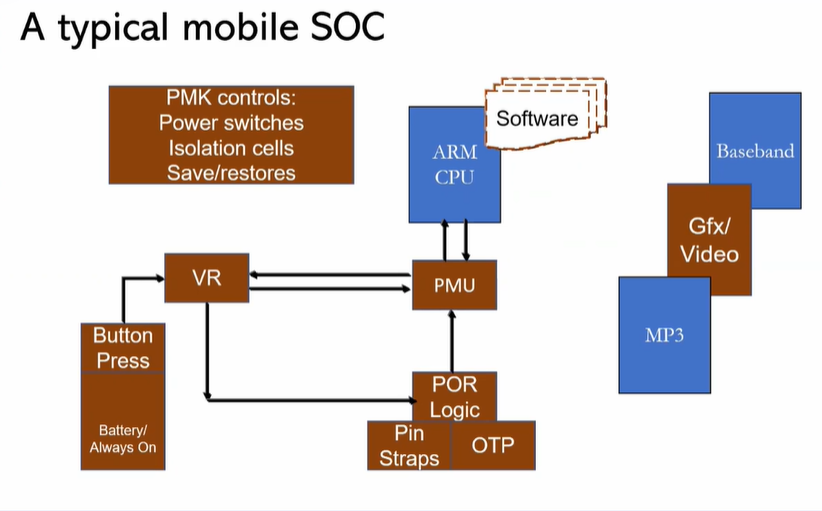 A typical mobile SOC
PMK controls:
Power switches
Isolation cells
Save/restores
Software
ARM
CPU
Baseband
Gfx/
Video
MP3
VR
PMU
Button
Press
Battery/
Always On
POR
Logic
Pin
Straps
OTP